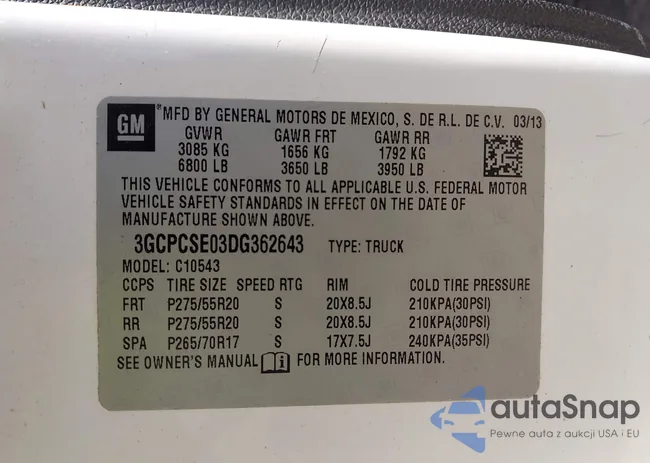 GM
MFD BY GENERAL MOTORS DE MEXICO, S. DE R.L. DE C.V. 03/13
GVWR GAWR FRT GAWR RR
3085 KG 1656 KG 1792 KG
6800 LB 3650 LB 3950 LB
THIS VEHICLE CONFORMS TO ALL APPLICABLE U.S. FEDERAL MOTOR
VEHICLE SAFETY STANDARDS IN EFFECT ON THE DATE OF
MANUFACTURE SHOWN ABOVE.
3GCPCSE03DG362643 TYPE: TRUCK
MODEL: C10543
CCPS TIRE SIZE SPEED RTG RIM COLD TIRE PRESSURE
FRT P275/55R20 S 20X8.5J 210KPA(30PSI)
RR P275/55R20 S 20X8.5J 210KPA(30PSI)
SPA P265/70R17 S 17X7.5J 240KPA(35PSI)
SEE OWNER'S MANUAL i FOR MORE INFORMATION.
autaSnap
Pewne auta z aukcji USA i EU